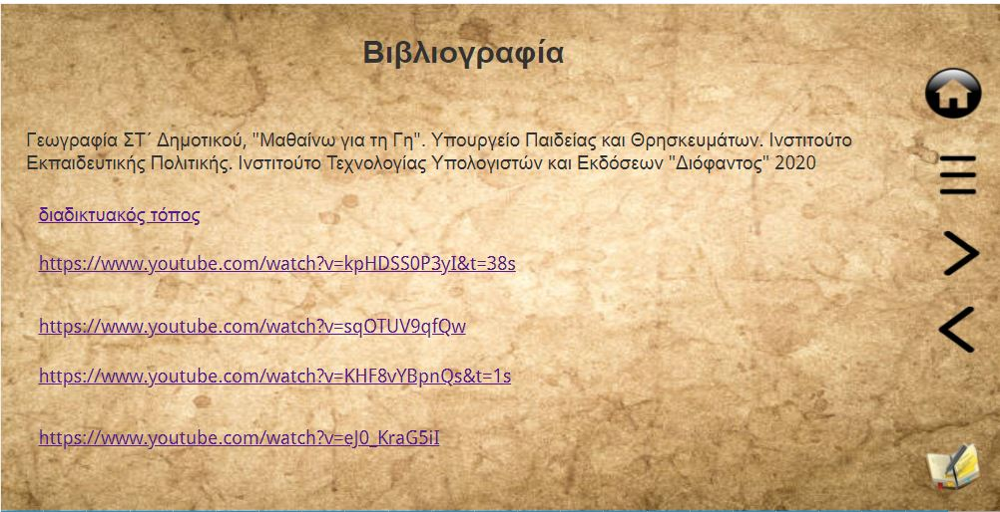 Βιβλιογραφία
Γεωγραφία ΣΤ΄ Δημοτικού, "Μαθαίνω για τη Γη". Υπουργείο Παιδείας και Θρησκευμάτων. Ινστιτούτο
Εκπαιδευτικής Πολιτικής. Ινστιτούτο Τεχνολογίας Υπολογιστών και Εκδόσεων "Διόφαντος" 2020
διαδικτυακός τόπος
https://www.youtube.com/watch?v=kpHDSS0P3yI&t=38s
https://www.youtube.com/watch?v=sqOTUV9qfQw
https://www.youtube.com/watch?v=KHF8vYBpnQs&t=1s
https://www.youtube.com/watch?v=eJ0_KraG5iI